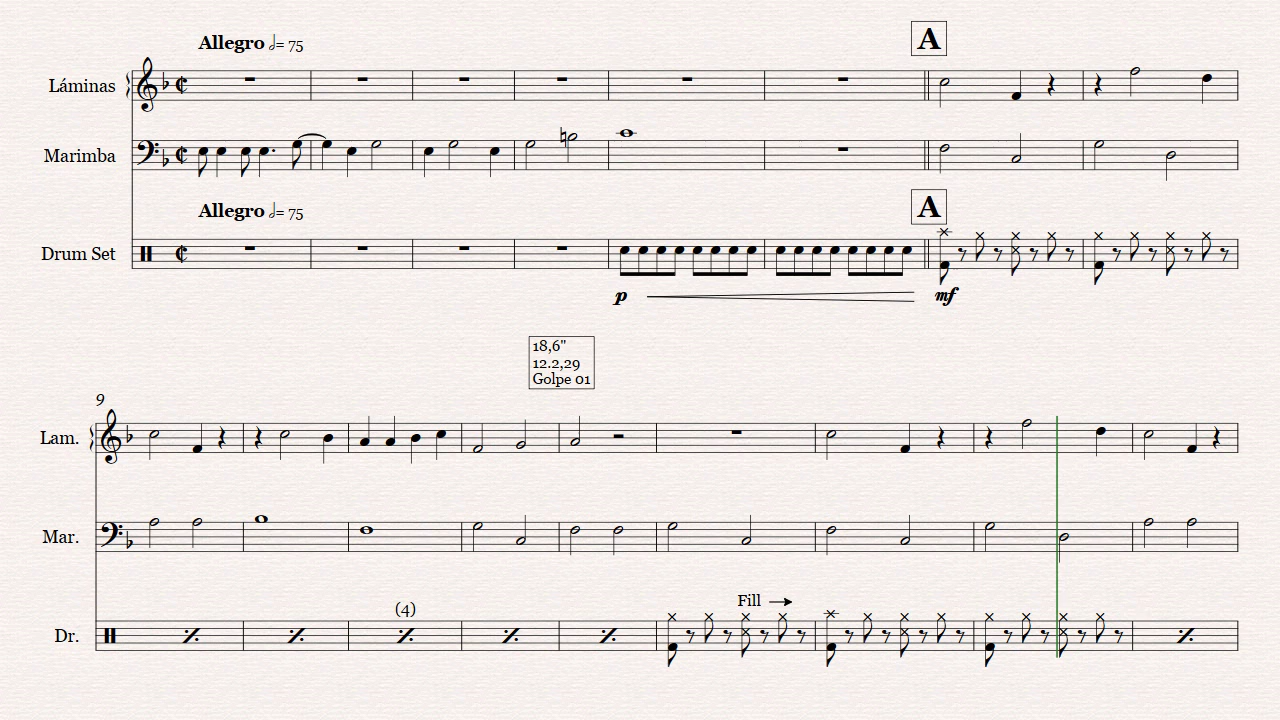 A
Allegro = 75
Láminas
Marimba
A
Allegro = 75
Drum Set
p
mf
18,6"
12.2,29
Golpe 01
9
Lam.
Mar.
(4)
Fill
Dr.